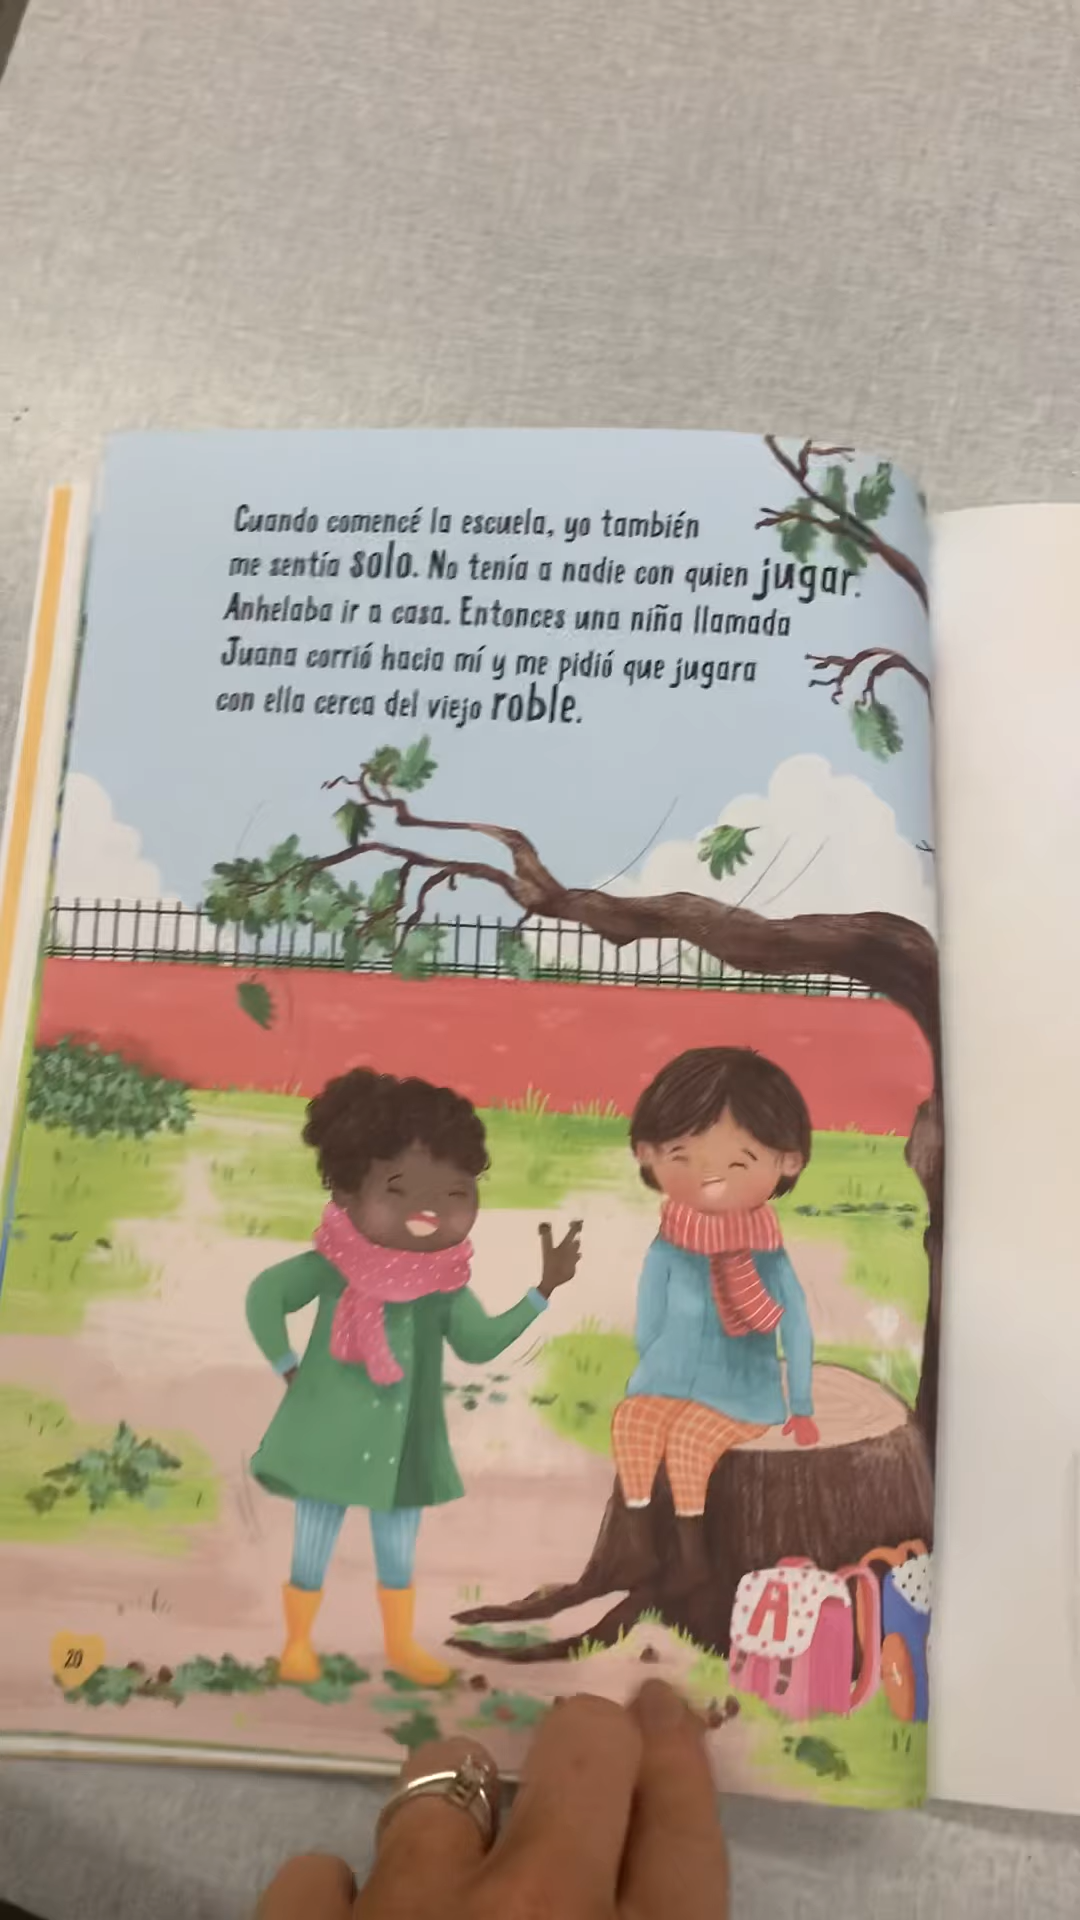 Cuando comencé la escuela, yo también
me sentía solo. No tenía a nadie con quien jugar.
Anhelaba ir a casa. Entonces una niña llamada
Juana corrió hacia mí y me pidió que jugara
con ella cerca del viejo roble.
A
20